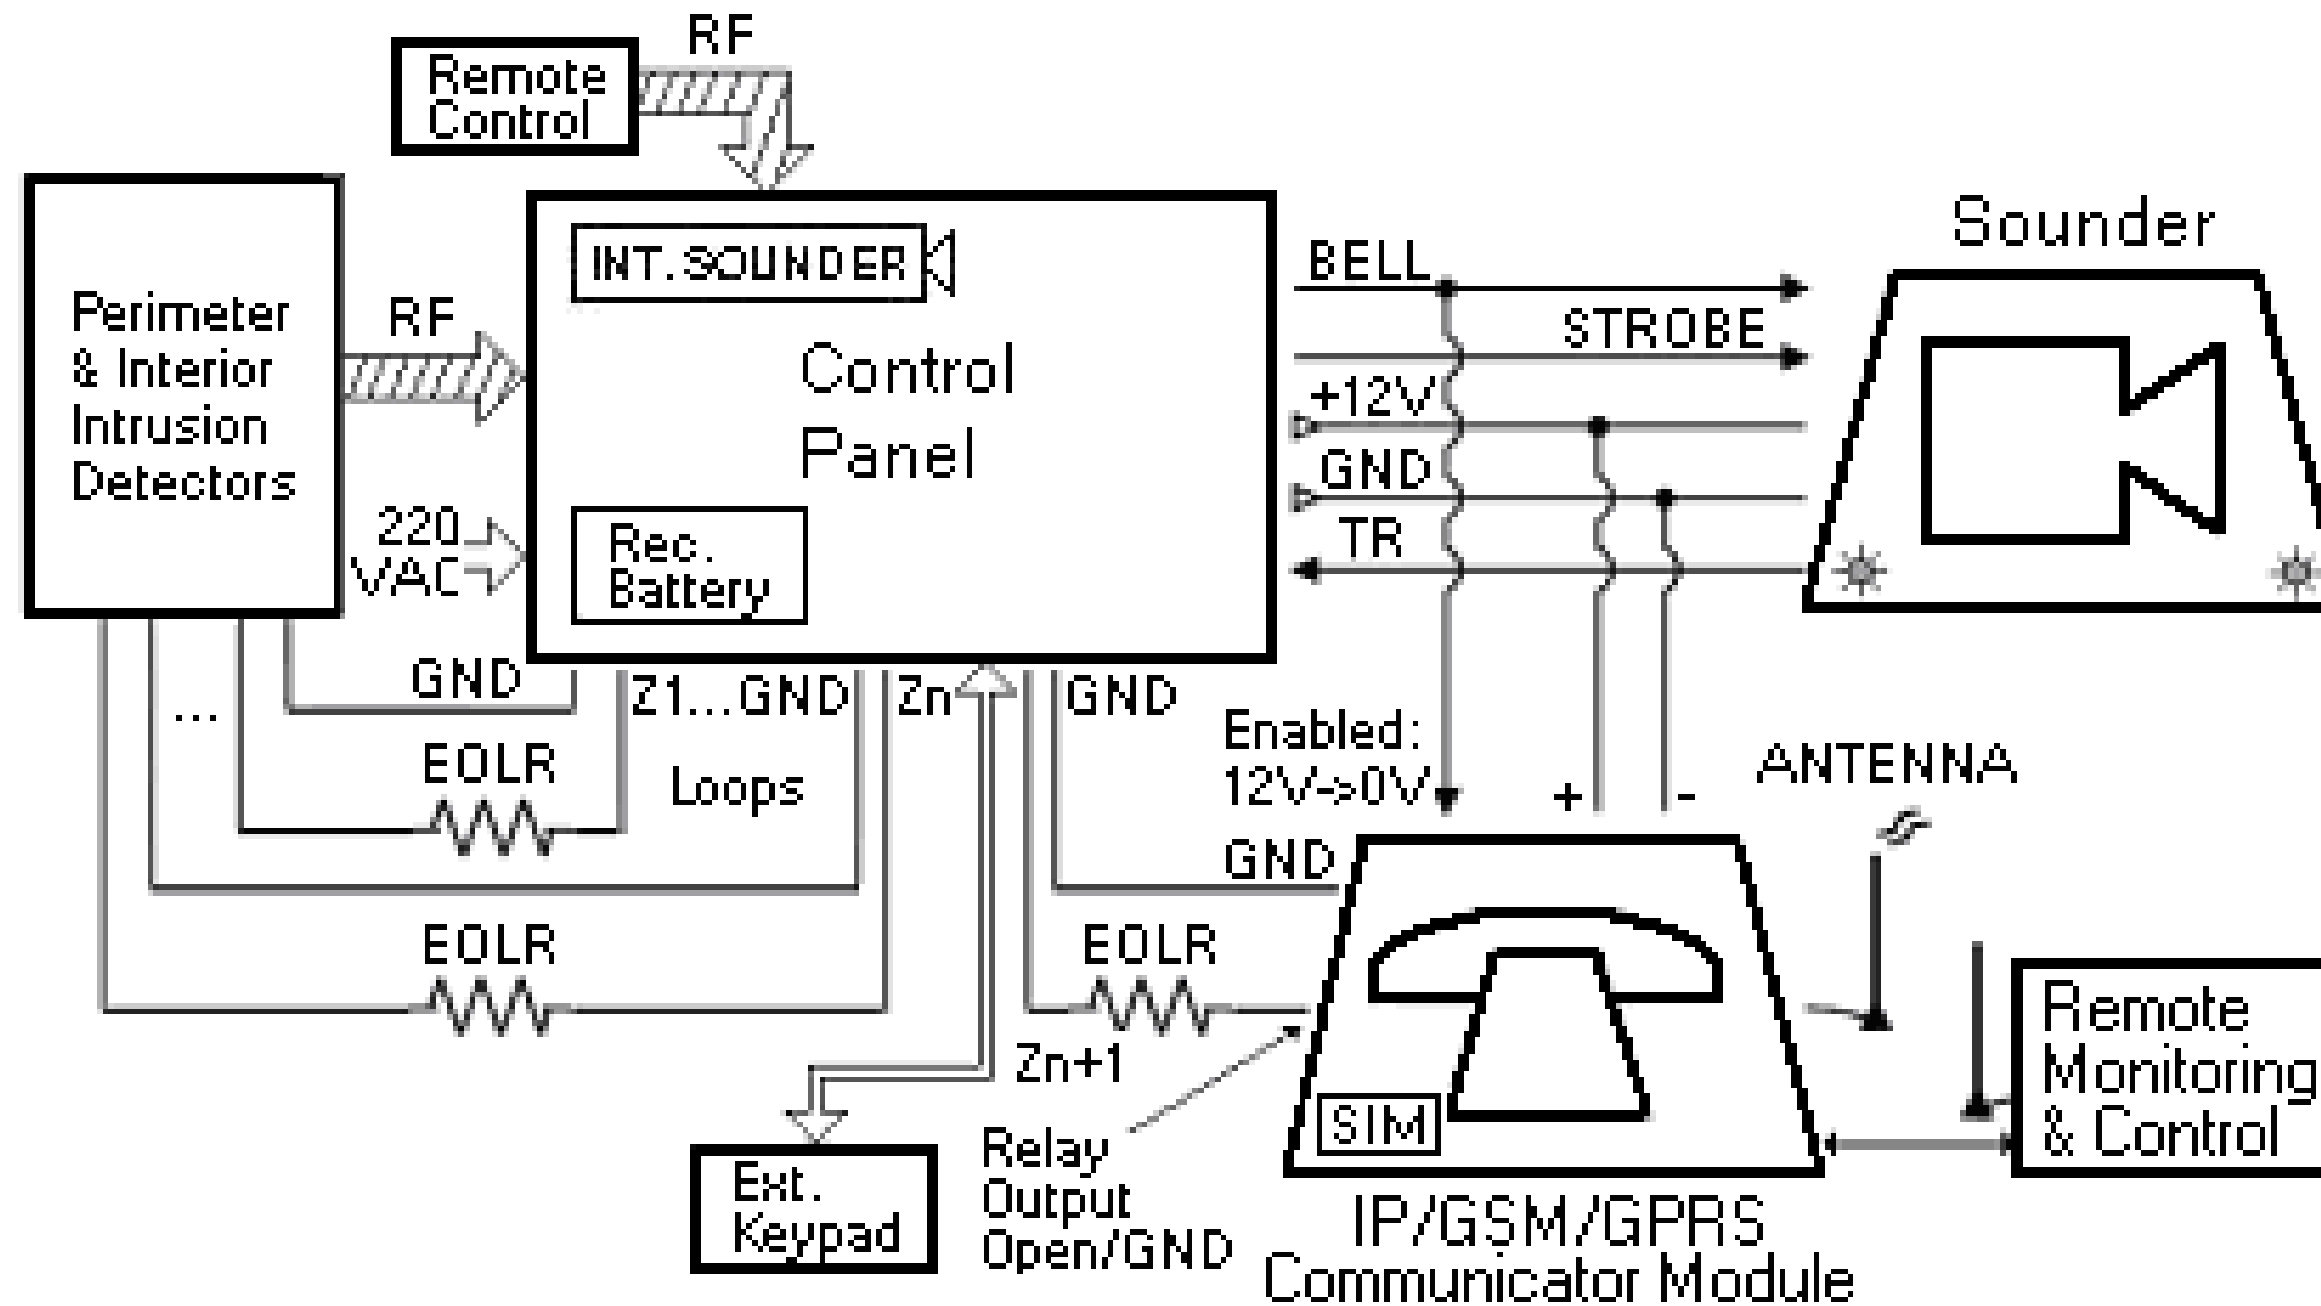 RF
Remote
Control
Sounder
INT.SOUNDER
BELL
Perimeter
& Interior
Intrusion
Detectors
RF
STROBE
Control
Panel
+12V
GND
TR
220
VAC
Rec.
Battery
GND
Z1...GND
Zn
GND
...
Enabled:
12V->0V
+
-
ANTENNA
EOLR
Loops
GND
EOLR
EOLR
Zn+1
Remote
Monitoring
& Control
SIM
Relay
Output
Open/GND
Ext.
Keypad
IP/GSM/GPRS
Communicator Module